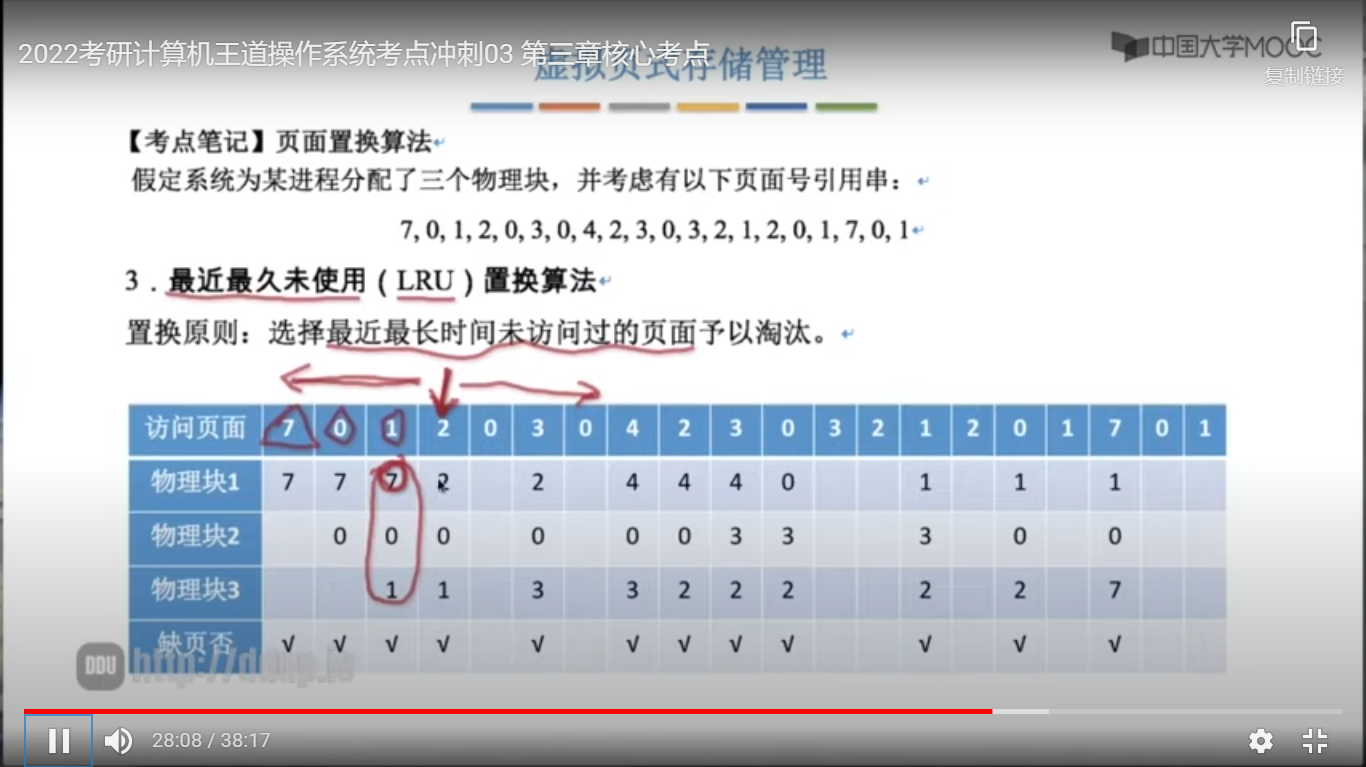 2022考研计算机王道操作系统考点冲刺03 第三章核心考点
虚拟页式存储管理
中国大学MOOC
复制链接
【考点笔记】页面置换算法
假定系统为某进程分配了三个物理块，并考虑有以下页面号引用串：
7, 0, 1, 2, 0, 3, 0, 4, 2, 3, 0, 3, 2, 1, 2, 0, 1, 7, 0, 1
3．最近最久未使用（LRU）置换算法
置换原则：选择最近最长时间未访问过的页面予以淘汰。
访问页面 7 0 1 2 0 3 0 4 2 3 0 3 2 1 2 0 1 7 0 1
物理块1 7 7 7 2 2 4 4 4 0 1 1 1
物理块2 0 0 0 0 0 0 3 3 3 0 0
物理块3 1 1 3 3 2 2 2 2 2 7
缺页否 √ √ √ √ √ √ √ √ √ √ √ √
DDU
28:08 / 38:17